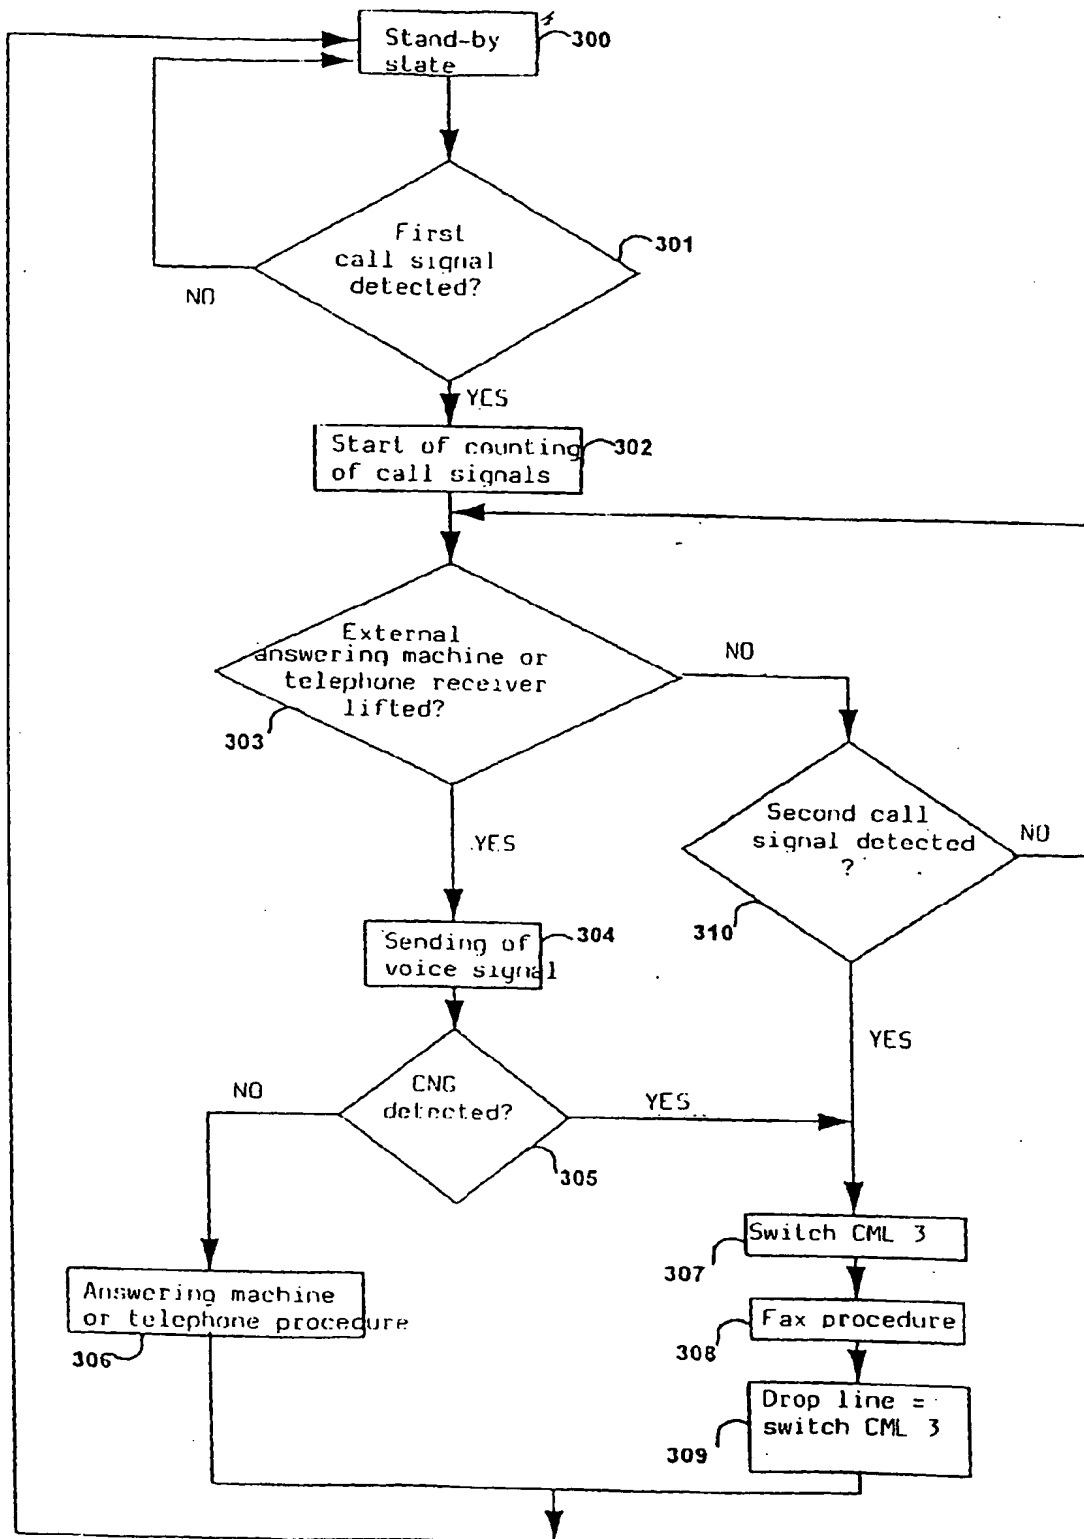 Stand-by
state
300
First
call signal
detected?
301
NO
YES
Start of counting
of call signals
302
External
answering machine or
telephone receiver
lifted?
303
NO
YES
Second call
signal detected
?
310
NO
YES
Sending of
voice signal
304
CNG
detected?
305
NO
YES
Switch CML 3
307
Answering machine
or telephone procedure
306
Fax procedure
308
Drop line =
switch CML 3
309